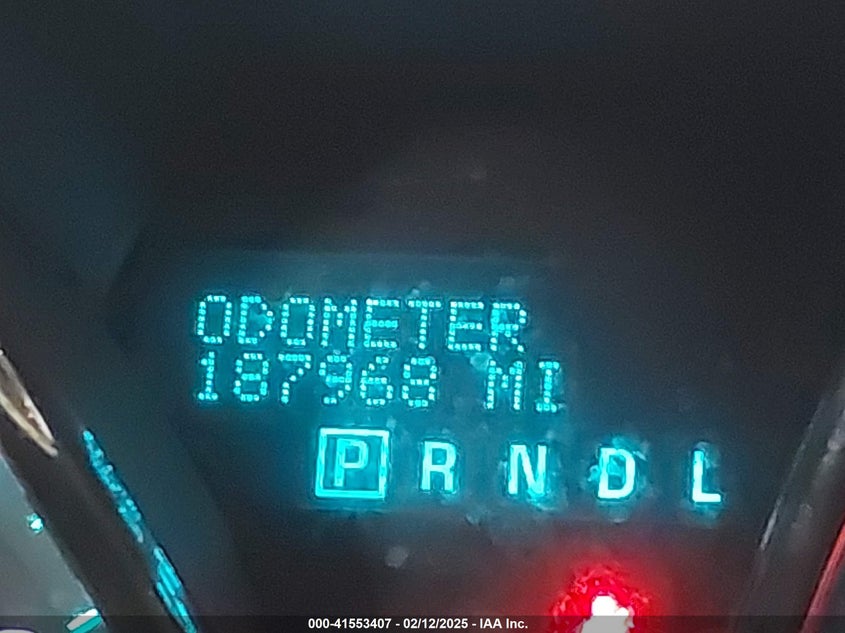 ODOMETER
187968 MI
P R N D L
000-41553407 - 02/12/2025 - IAA Inc.